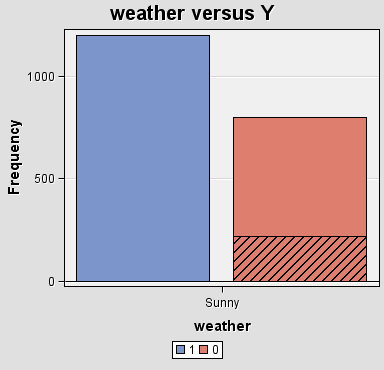 weather versus Y
Frequency
1000
500
0
Sunny
weather
1 0